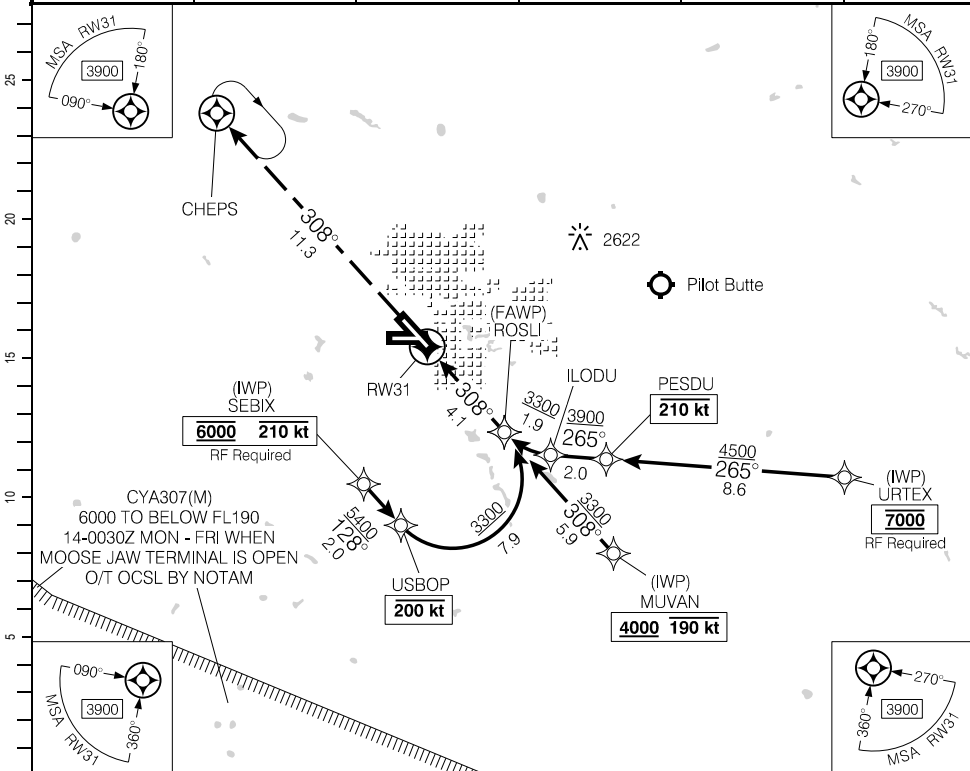 MSA RW31
180°
3900
090°
MSA RW31
180°
3900
270°
25
20
15
10
5
CHEPS
308°
11.3
2622
Pilot Butte
(FAWP)
ROSLI
RW31
308°
4.1
ILODU
3300
1.9
3900
265°
2.0
PESDU
210 kt
4500
265°
8.6
(IWP)
URTEX
7000
RF Required
(IWP)
SEBIX
6000 210 kt
RF Required
5400
128°
2.0
USBOP
200 kt
3300
7.9
3300
308°
5.9
(IWP)
MUVAN
4000 190 kt
CYA307(M)
6000 TO BELOW FL190
14-0030Z MON - FRI WHEN
MOOSE JAW TERMINAL IS OPEN
O/T OCSL BY NOTAM
090°
3900
360°
MSA RW31
270°
3900
360°
MSA RW31